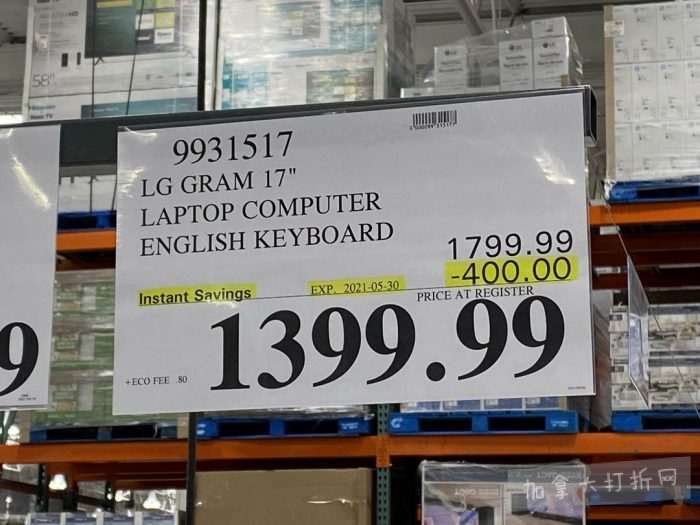 58"
9931517
LG GRAM 17"
LAPTOP COMPUTER
ENGLISH KEYBOARD
1799.99
-400.00
Instant Savings
EXP. 2021-05-30
PRICE AT REGISTER
1399.99
+ECO FEE .80
9
加拿大打折网